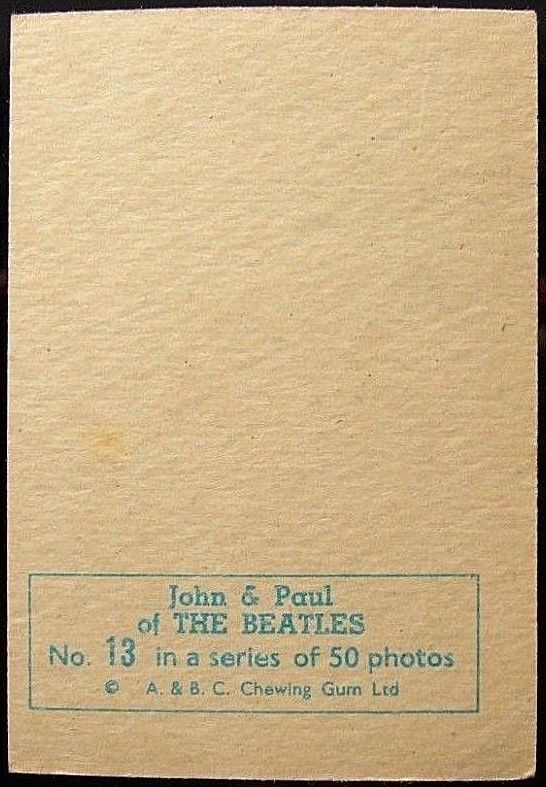 John & Paul
of THE BEATLES
No. 13 in a series of 50 photos
© A. & B. C. Chewing Gum Ltd